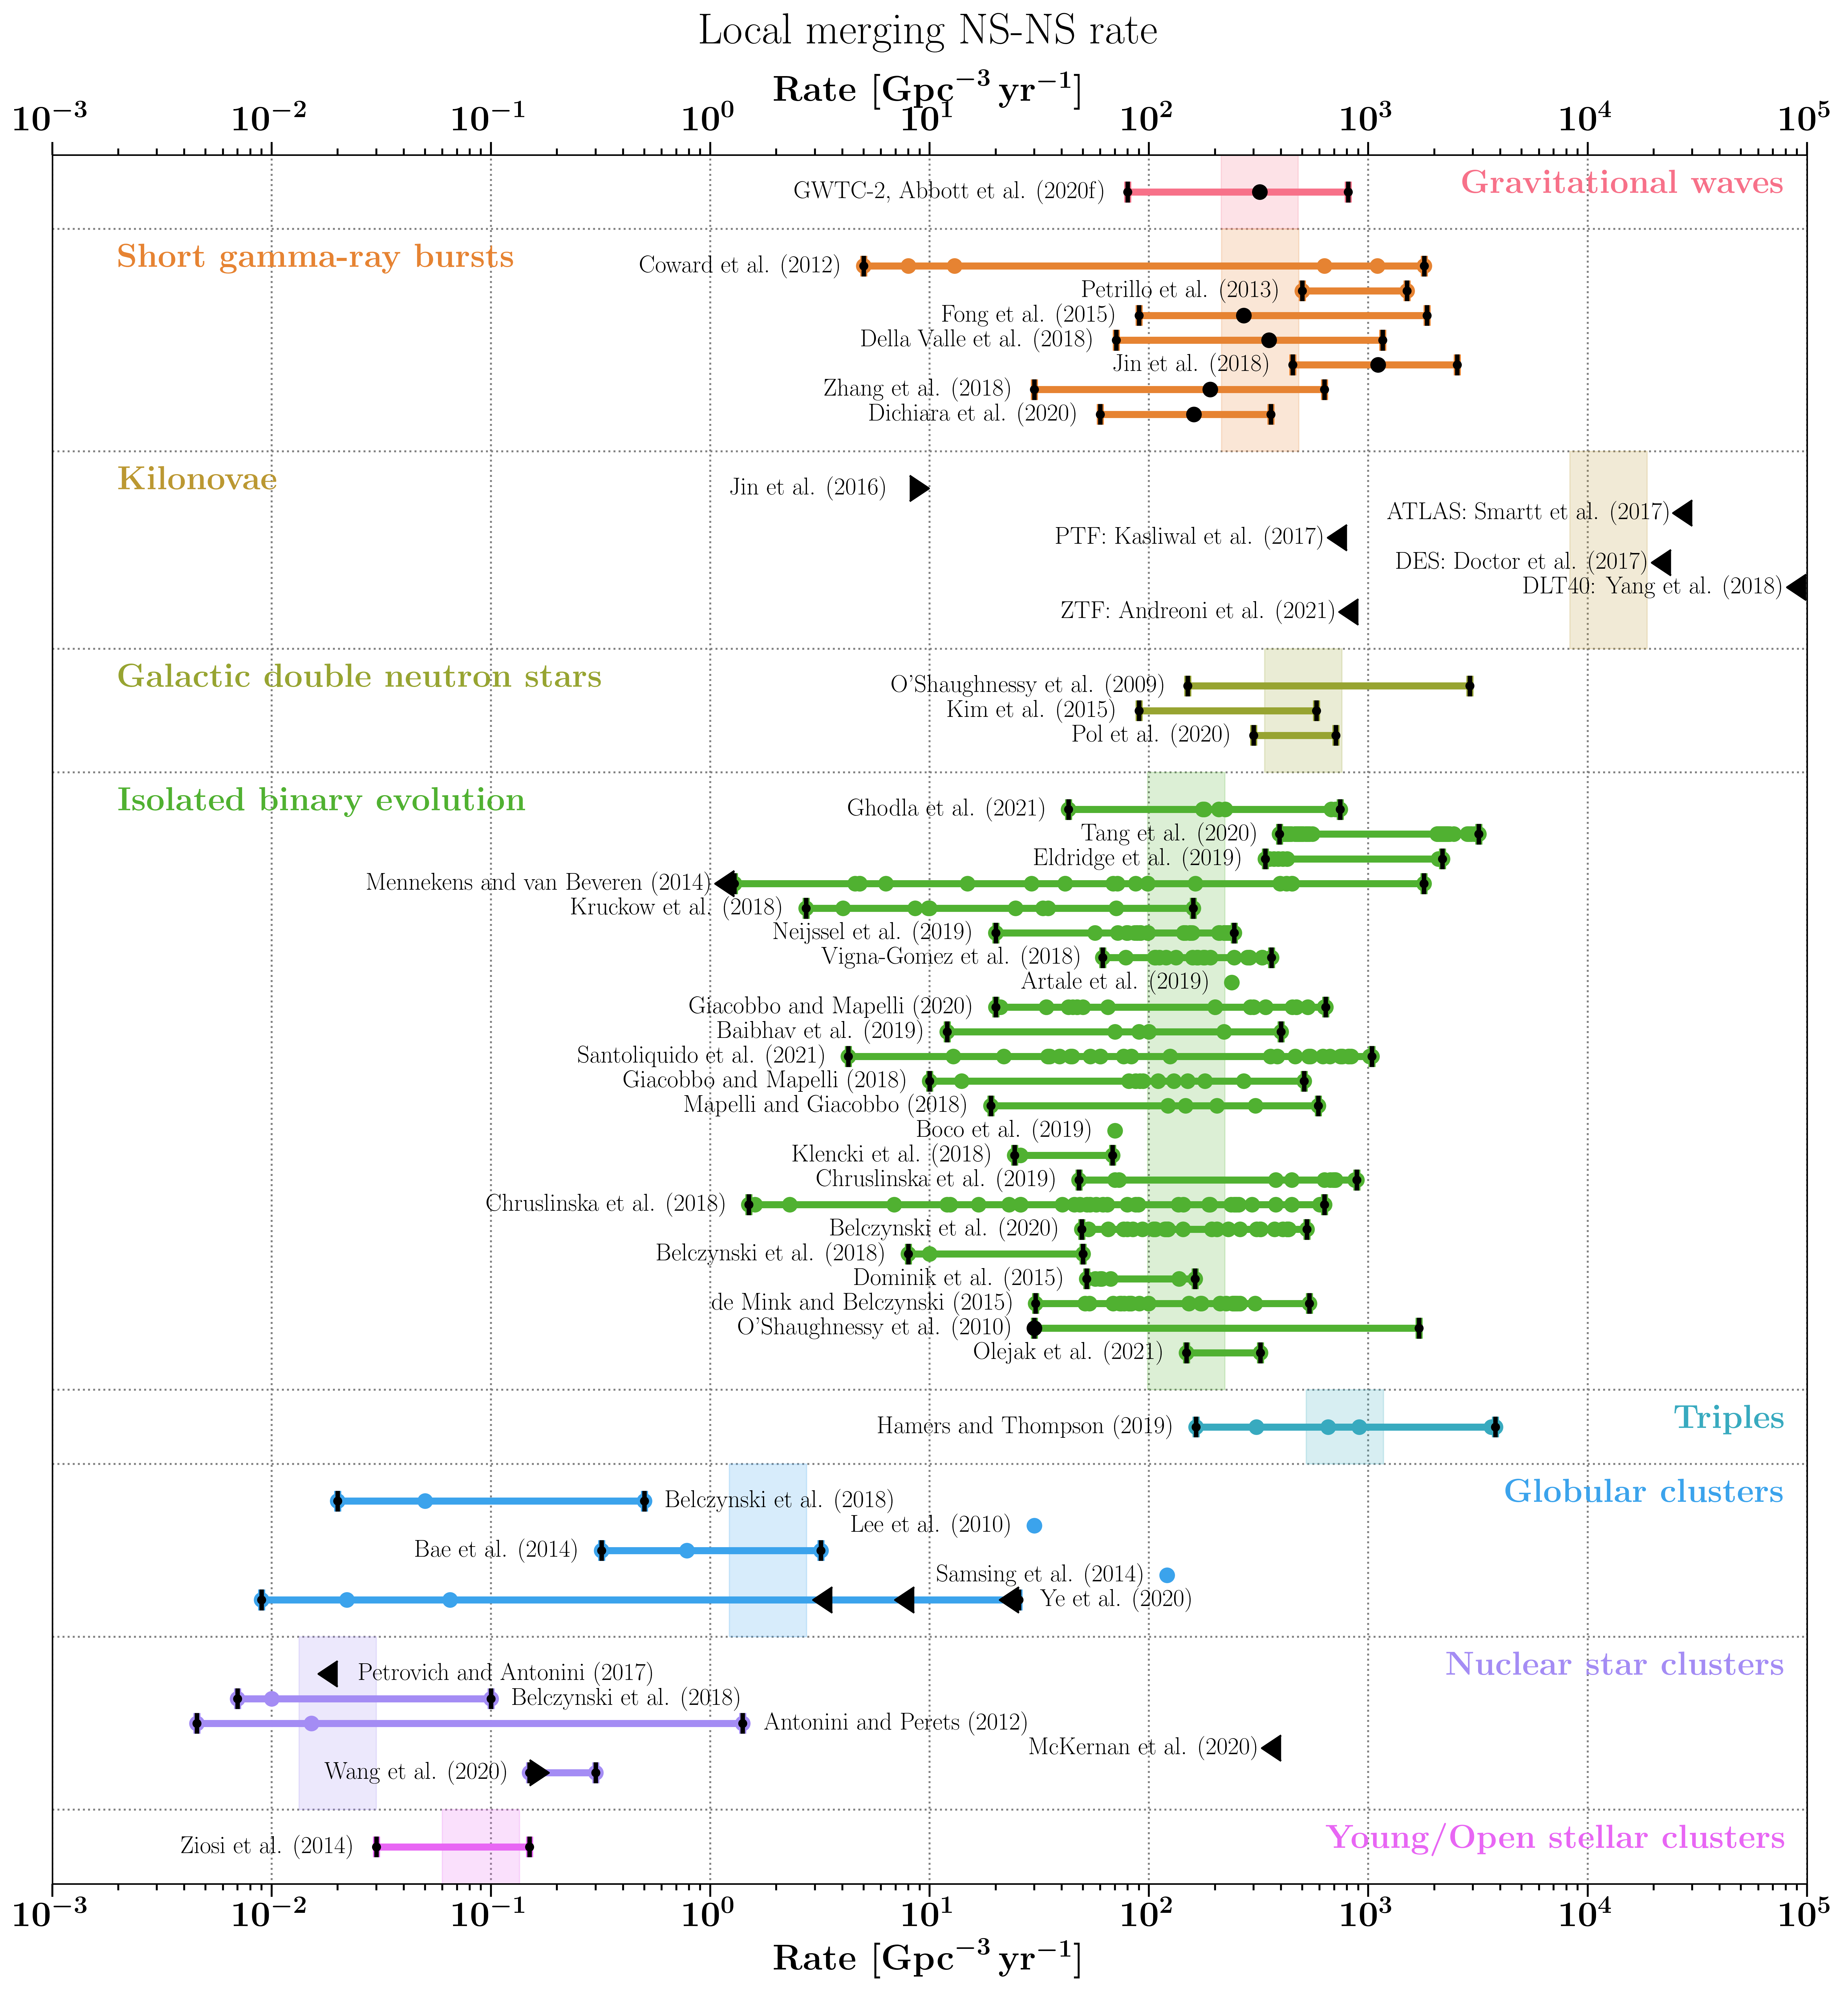 Local merging NS-NS rate
Rate [Gpc⁻³ yr⁻¹]
10⁻³ 10⁻² 10⁻¹ 10⁰ 10¹ 10² 10³ 10⁴ 10⁵
Gravitational waves
GWTC-2, Abbott et al. (2020f)
Short gamma-ray bursts
Coward et al. (2012)
Petrillo et al. (2013)
Fong et al. (2015)
Della Valle et al. (2018)
Jin et al. (2018)
Zhang et al. (2018)
Dichiara et al. (2020)
Kilonovae
Jin et al. (2016)
ATLAS: Smartt et al. (2017)
PTF: Kasliwal et al. (2017)
DES: Doctor et al. (2017)
DLT40: Yang et al. (2018)
ZTF: Andreoni et al. (2021)
Galactic double neutron stars
O'Shaughnessy et al. (2009)
Kim et al. (2015)
Pol et al. (2020)
Isolated binary evolution
Ghodla et al. (2021)
Tang et al. (2020)
Eldridge et al. (2019)
Mennekens and van Beveren (2014)
Kruckow et al. (2018)
Neijssel et al. (2019)
Vigna-Gomez et al. (2018)
Artale et al. (2019)
Giacobbo and Mapelli (2020)
Baibhav et al. (2019)
Santoliquido et al. (2021)
Giacobbo and Mapelli (2018)
Mapelli and Giacobbo (2018)
Boco et al. (2019)
Klencki et al. (2018)
Chruslinska et al. (2019)
Chruslinska et al. (2018)
Belczynski et al. (2020)
Belczynski et al. (2018)
Dominik et al. (2015)
de Mink and Belczynski (2015)
O'Shaughnessy et al. (2010)
Olejak et al. (2021)
Triples
Hamers and Thompson (2019)
Globular clusters
Belczynski et al. (2018)
Lee et al. (2010)
Bae et al. (2014)
Samsing et al. (2014)
Ye et al. (2020)
Nuclear star clusters
Petrovich and Antonini (2017)
Belczynski et al. (2018)
Antonini and Perets (2012)
McKernan et al. (2020)
Wang et al. (2020)
Young/Open stellar clusters
Ziosi et al. (2014)
10⁻³ 10⁻² 10⁻¹ 10⁰ 10¹ 10² 10³ 10⁴ 10⁵
Rate [Gpc⁻³ yr⁻¹]